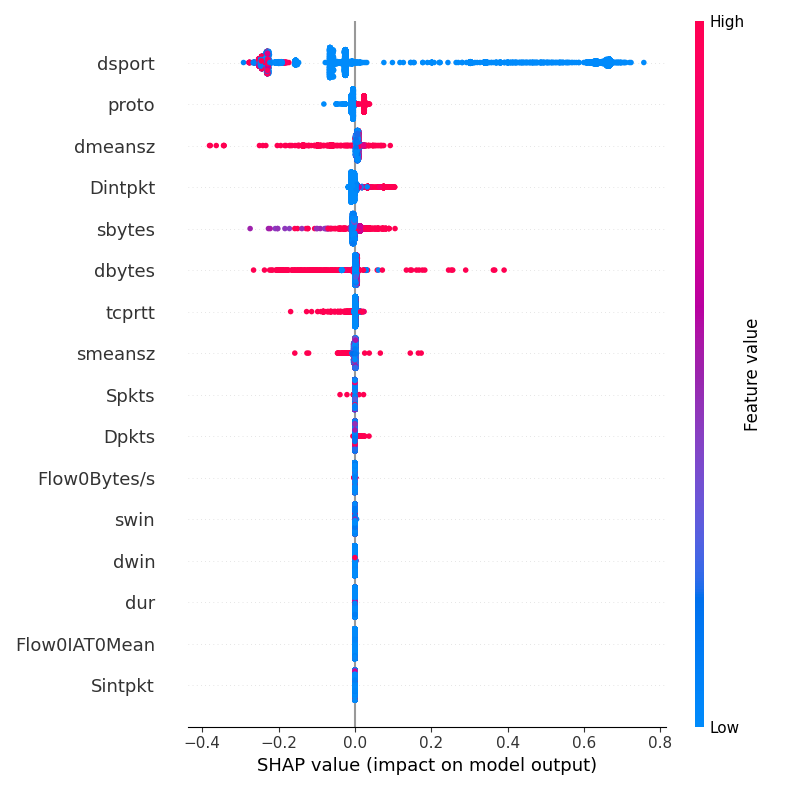 High
dsport
proto
dmeansz
Dintpkt
sbytes
dbytes
tcprtt
smeansz
Spkts
Dpkts
Flow0Bytes/s
swin
dwin
dur
Flow0IAT0Mean
Sintpkt
Feature value
Low
−0.4 −0.2 0.0 0.2 0.4 0.6 0.8
SHAP value (impact on model output)